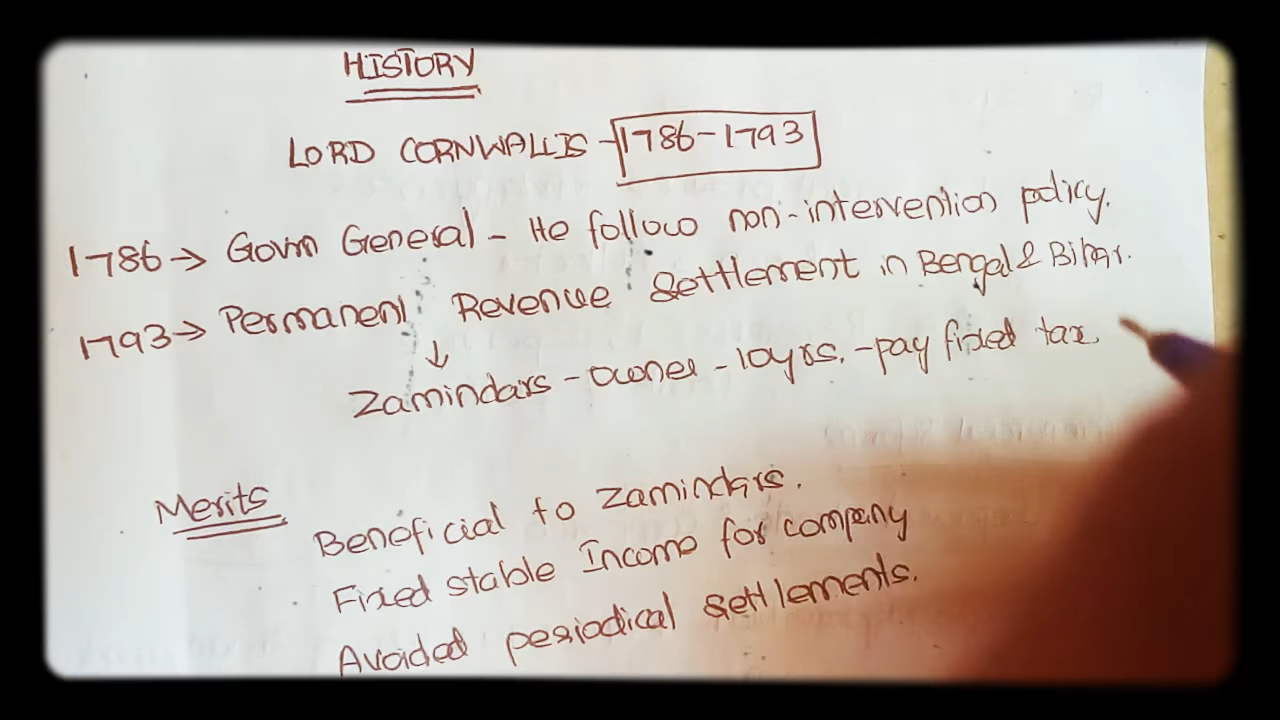 HISTORY
LORD CORNWALLIS - 1786-1793
1786 → Govrn General - He follow non-intervention policy.
1793 → Permanent Revenue Settlement in Bengal & Bihar.
↓
Zamindars - owner - 10yrs. - pay fixed tax
Merits
Beneficial to zamindars.
Fixed stable Income for company
Avoided periodical settlements.